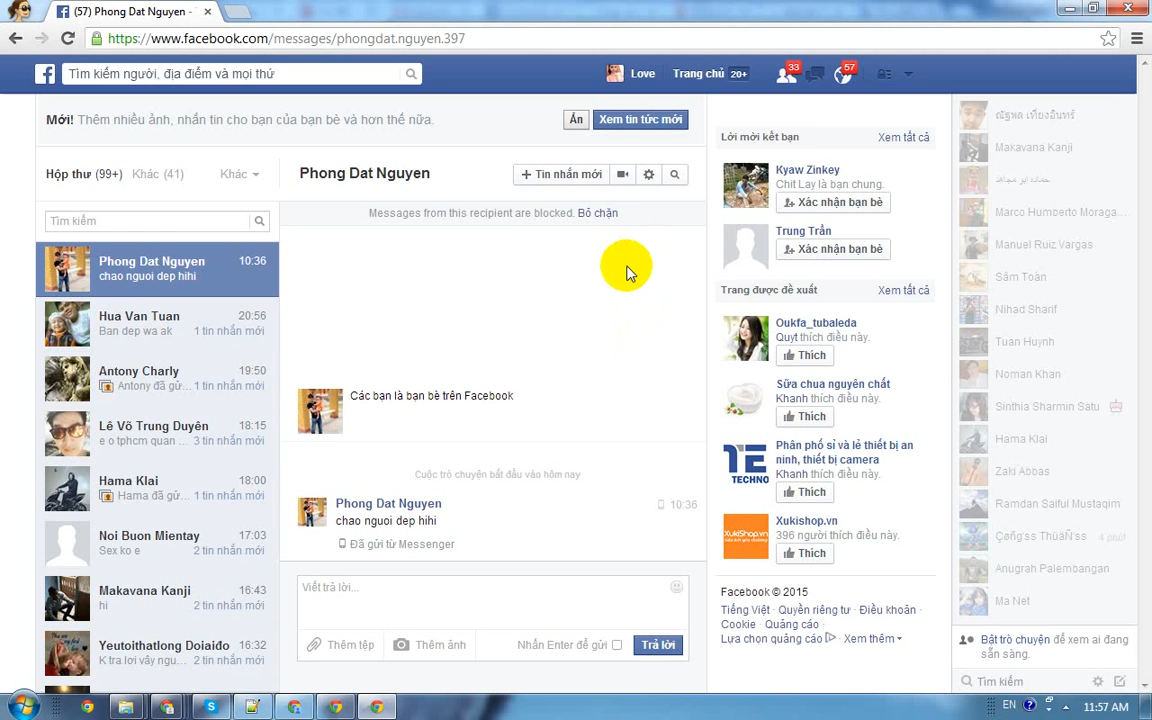 (57) Phong Dat Nguyen -
https://www.facebook.com/messages/phongdat.nguyen.397
Tìm kiếm người, địa điểm và mọi thứ
Love
Trang chủ 20+
33
57
Mới! Thêm nhiều ảnh, nhắn tin cho bạn của bạn bè và hơn thế nữa.
Ẩn
Xem tin tức mới
Hộp thư (99+)
Khác (41)
Khác
Tìm kiếm
Phong Dat Nguyen 10:36
chao nguoi dep hihi
Hua Van Tuan 20:56
Ban dep wa ak 1 tin nhắn mới
Antony Charly 19:50
Antony đã gử... 1 tin nhắn mới
Lê Võ Trung Duyên 18:15
e o tphcm quan ... 3 tin nhắn mới
Hama Klai 18:00
Hama đã gử... 1 tin nhắn mới
Noi Buon Mientay 17:03
Sex ko e 2 tin nhắn mới
Makavana Kanji 16:43
hi 2 tin nhắn mới
Yeutoithatlong Doiaiđo 16:32
K tra lơi vây ngu... 2 tin nhắn mới
Phong Dat Nguyen
+ Tin nhắn mới
Messages from this recipient are blocked. Bỏ chặn
Các bạn là bạn bè trên Facebook
Cuộc trò chuyện bắt đầu vào hôm nay
Phong Dat Nguyen 10:36
chao nguoi dep hihi
Đã gửi từ Messenger
Viết trả lời...
Thêm tệp
Thêm ảnh
Nhấn Enter để gửi
Trả lời
Lời mời kết bạn Xem tất cả
Kyaw Zinkey
Chit Lay là bạn chung.
Xác nhận bạn bè
Trung Trần
Xác nhận bạn bè
Trang được đề xuất Xem tất cả
Oukfa_tubaleda
Quyt thích điều này.
Thích
Sữa chua nguyên chất
Khanh thích điều này.
Thích
TECHNO
Phân phố sỉ và lẻ thiết bị an
ninh, thiết bị camera
Khanh thích điều này.
Thích
XukiShop.vn
Xukishop.vn
396 người thích điều này.
Thích
Facebook © 2015
Tiếng Việt · Quyền riêng tư · Điều khoản ·
Cookie · Quảng cáo ·
Lựa chọn quảng cáo · Xem thêm
Makavana Kanji
Marco Humberto Moraga...
Manuel Ruiz Vargas
Sâm Toàn
Nihad Sharif
Tuan Huynh
Noman Khan
Sinthia Sharmin Satu
Hama Klai
Zaki Abbas
Ramdan Saiful Mustaqim
4 phút
Anugrah Palembangan
Ma Net
Bật trò chuyện để xem ai đang
sẵn sàng.
Tìm kiếm
EN
11:57 AM